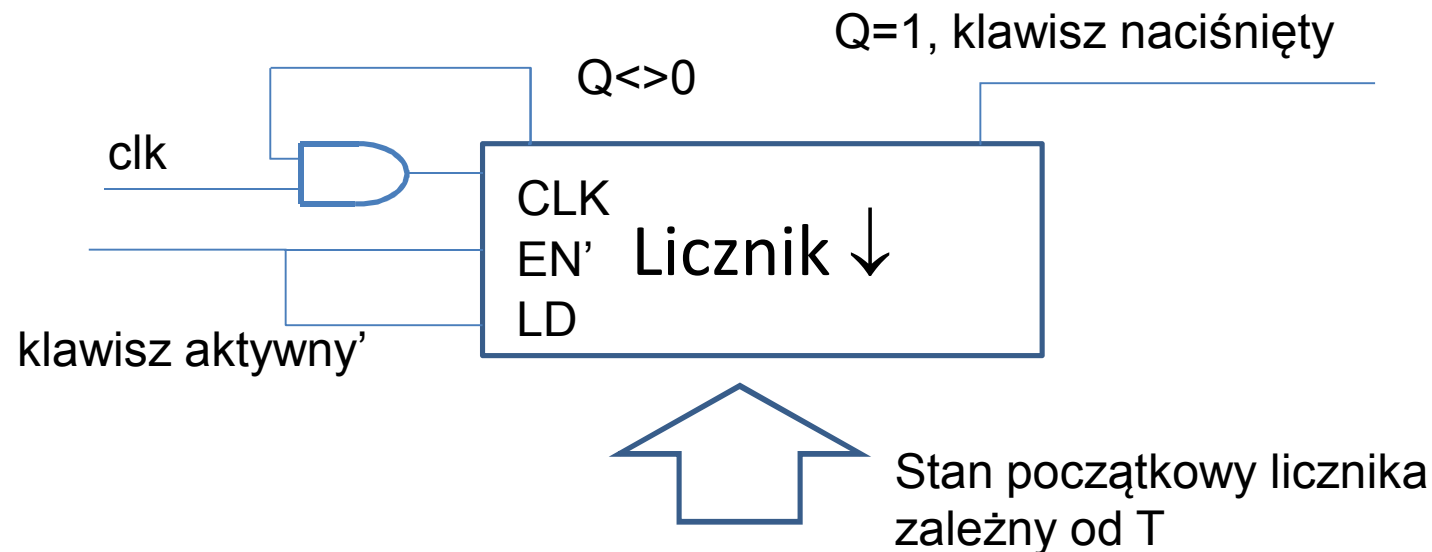 Q=1, klawisz naciśnięty
Q<>0
clk
CLK
EN’ Licznik ↓
LD
klawisz aktywny’
Stan początkowy licznika
zależny od T